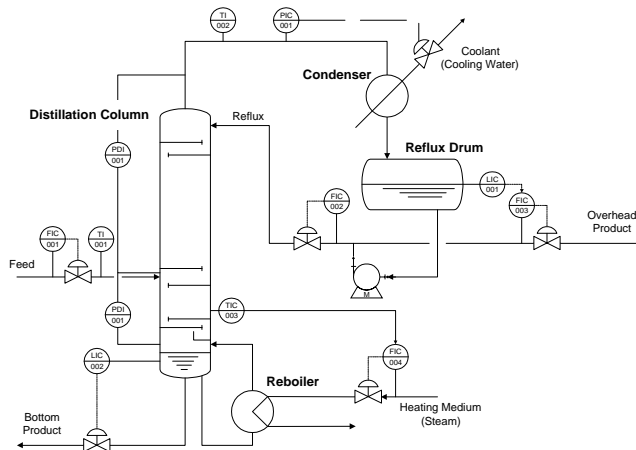 TI
002
PIC
001
Coolant
(Cooling Water)
Condenser
Distillation Column
Reflux
Reflux Drum
PDI
001
LIC
001
FIC
002
FIC
003
Overhead
Product
FIC
001
TI
001
Feed
M
PDI
001
TIC
003
LIC
002
FIC
004
Reboiler
Heating Medium
(Steam)
Bottom
Product